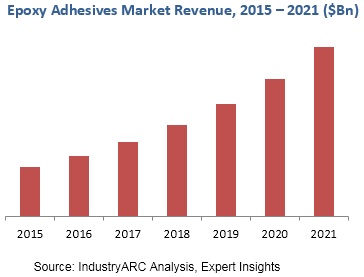 Epoxy Adhesives Market Revenue, 2015 – 2021 ($Bn)
2015 2016 2017 2018 2019 2020 2021
Source: IndustryARC Analysis, Expert Insights